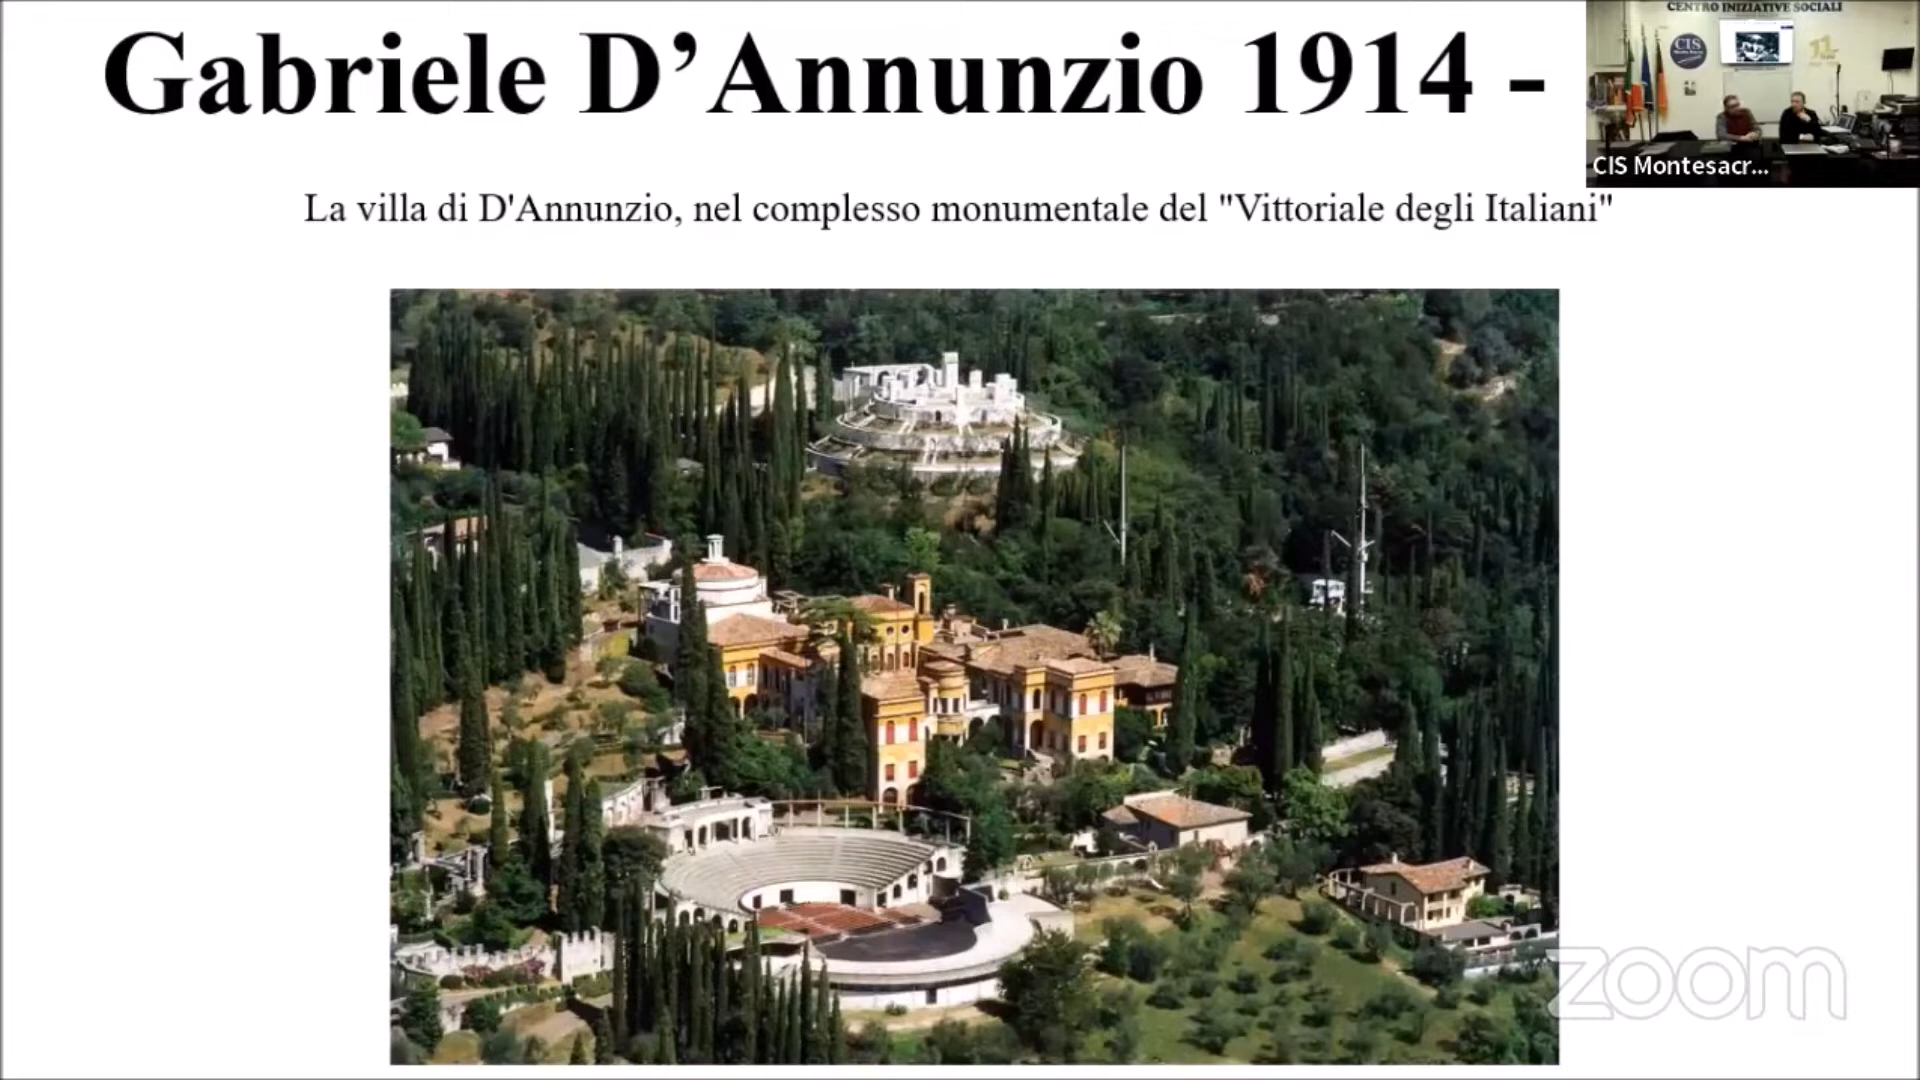 Gabriele D’Annunzio 1914 -
CENTRO INIZIATIVE SOCIALI
CIS
CIS Montesacr...
La villa di D'Annunzio, nel complesso monumentale del "Vittoriale degli Italiani"
zoom